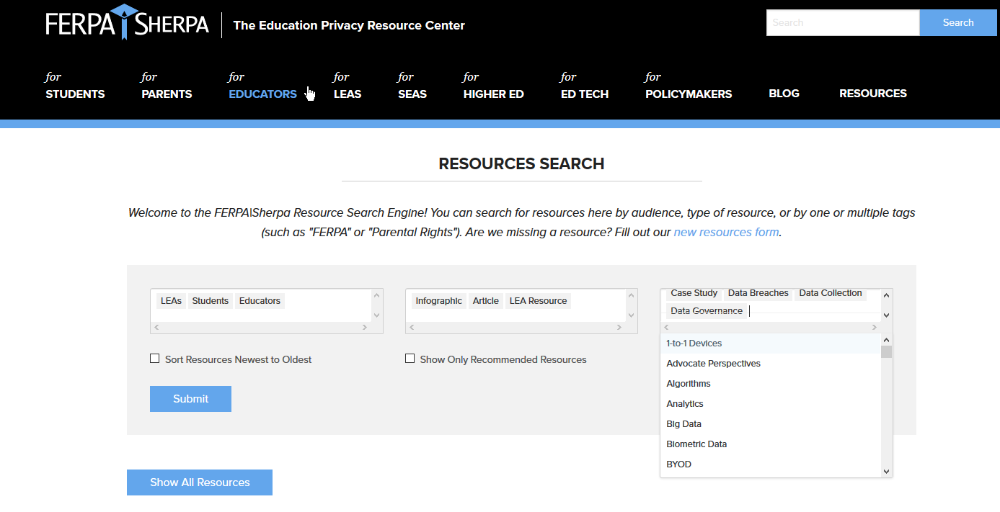 FERPA SHERPA
The Education Privacy Resource Center
Search
Search
for STUDENTS
for PARENTS
for EDUCATORS
for LEAS
for SEAS
for HIGHER ED
for ED TECH
for POLICYMAKERS
BLOG
RESOURCES
RESOURCES SEARCH
Welcome to the FERPA|Sherpa Resource Search Engine! You can search for resources here by audience, type of resource, or by one or multiple tags
(such as "FERPA" or "Parental Rights"). Are we missing a resource? Fill out our new resources form.
LEAs Students Educators
Infographic Article LEA Resource
Case Study Data Breaches Data Collection
Data Governance
Sort Resources Newest to Oldest
Show Only Recommended Resources
Submit
1-to-1 Devices
Advocate Perspectives
Algorithms
Analytics
Big Data
Biometric Data
BYOD
Show All Resources